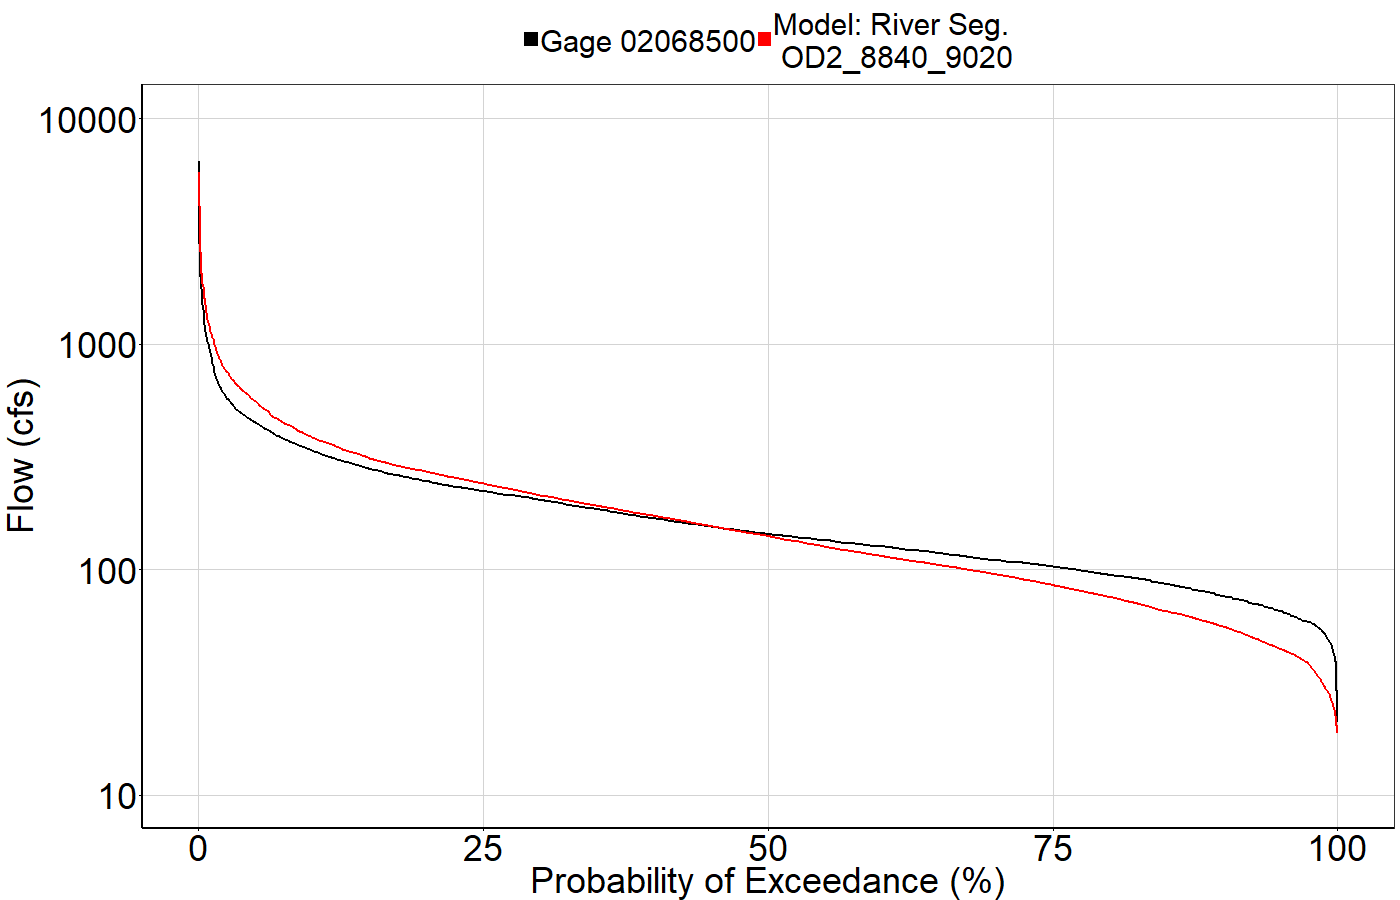 Gage 02068500
Model: River Seg.
OD2_8840_9020
Flow (cfs)
10000
1000
100
10
0 25 50 75 100
Probability of Exceedance (%)